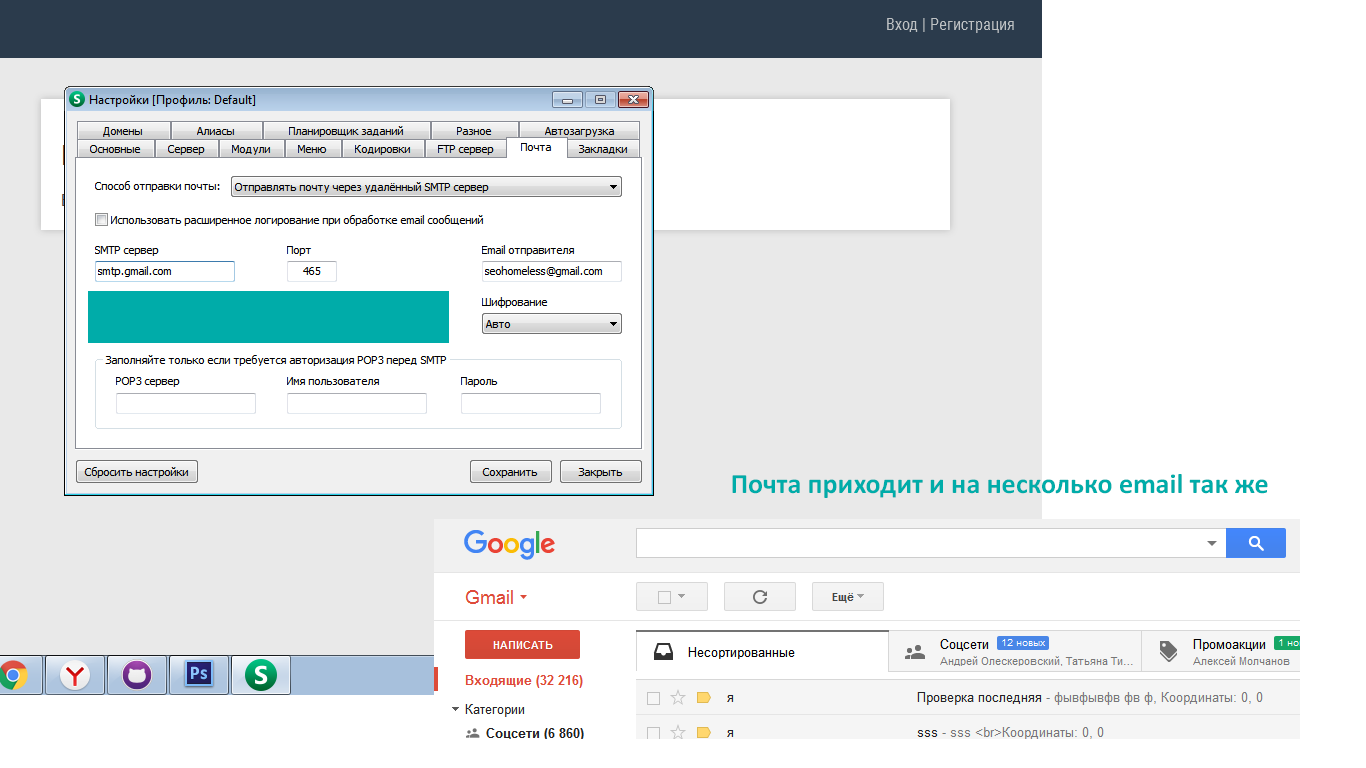 Вход | Регистрация
Настройки [Профиль: Default]
Домены Алиасы Планировщик заданий Разное Автозагрузка
Основные Сервер Модули Меню Кодировки FTP сервер Почта Закладки
Способ отправки почты: Отправлять почту через удалённый SMTP сервер
Использовать расширенное логирование при обработке email сообщений
SMTP сервер Порт Email отправителя
smtp.gmail.com 465 seohomeless@gmail.com
Шифрование
Авто
Заполняйте только если требуется авторизация POP3 перед SMTP
POP3 сервер Имя пользователя Пароль
Сбросить настройки Сохранить Закрыть
Почта приходит и на несколько email так же
Google
Gmail Ещё
НАПИСАТЬ
Несортированные
Соцсети 12 новых
Андрей Олескеровский, Татьяна Ти...
Промоакции 1 но
Алексей Молчанов
Входящие (32 216)
Категории
Соцсети (6 860)
я Проверка последняя - фывфывфв фв ф, Координаты: 0, 0
я sss - sss <br>Координаты: 0, 0
Ps
S